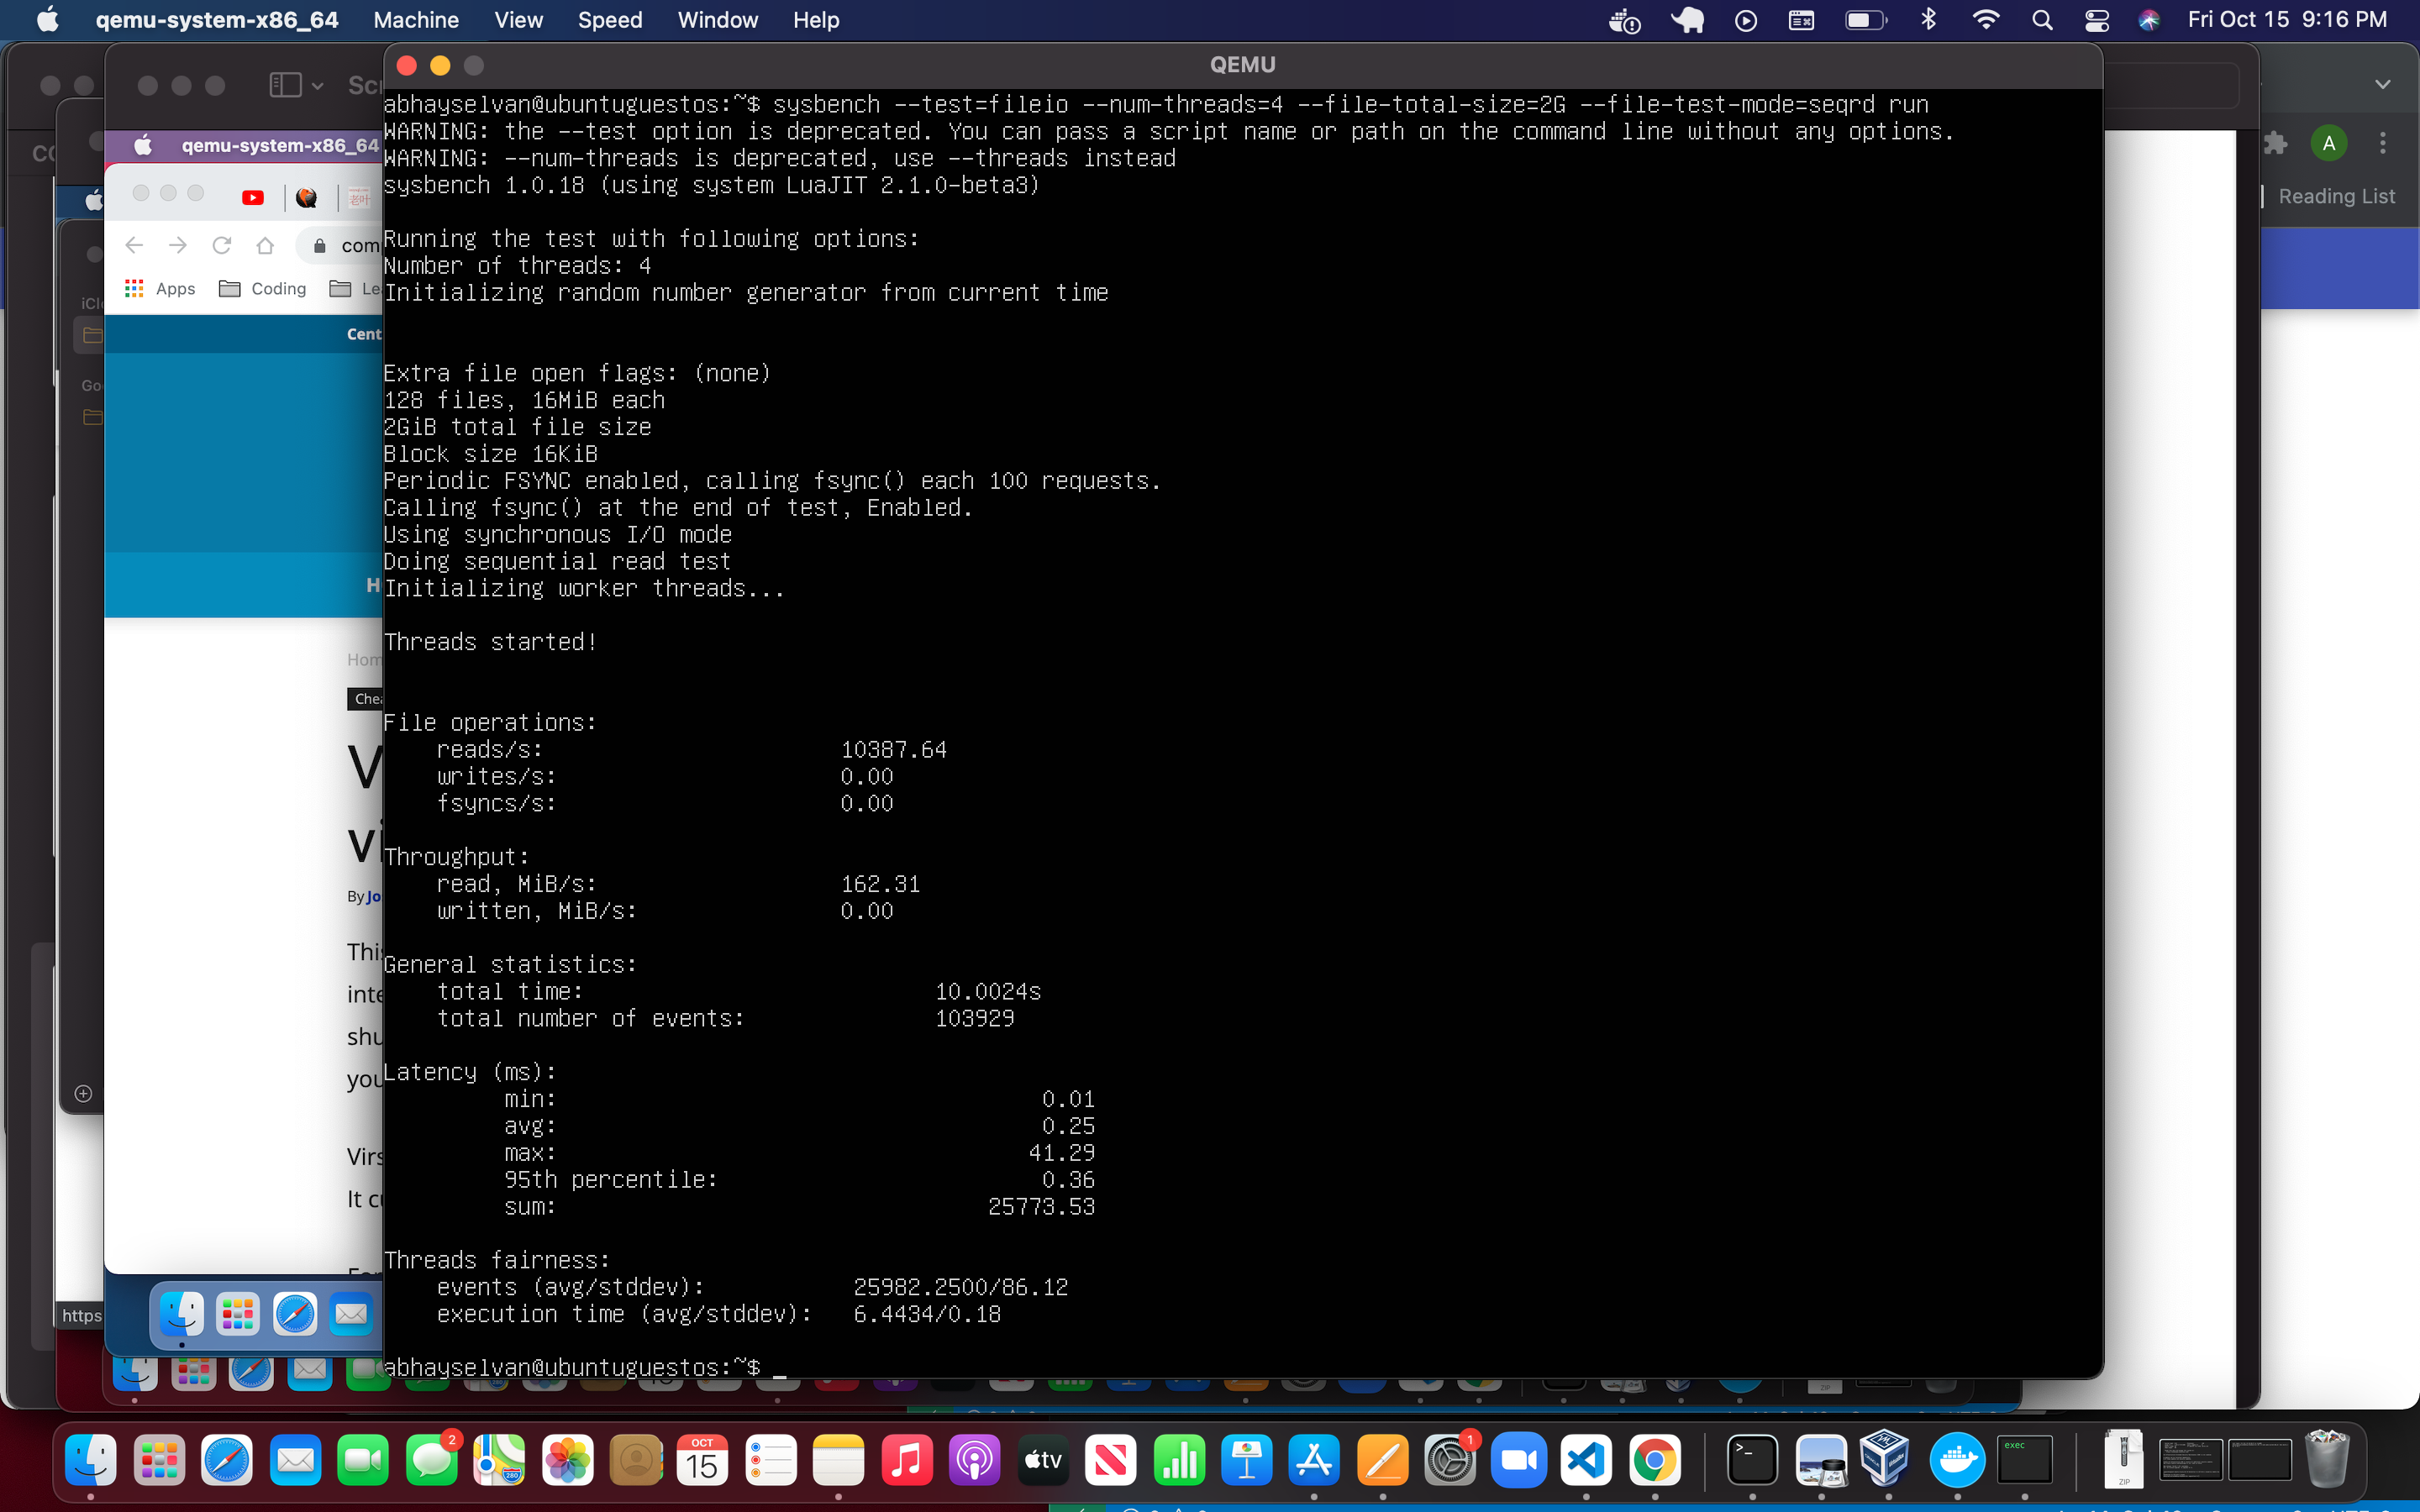 qemu-system-x86_64 Machine View Speed Window Help Fri Oct 15 9:16 PM
QEMU
abhayselvan@ubuntuguestos:~$ sysbench --test=fileio --num-threads=4 --file-total-size=2G --file-test-mode=seqrd run
WARNING: the --test option is deprecated. You can pass a script name or path on the command line without any options.
WARNING: --num-threads is deprecated, use --threads instead
sysbench 1.0.18 (using system LuaJIT 2.1.0-beta3)
Running the test with following options:
Number of threads: 4
Initializing random number generator from current time
Extra file open flags: (none)
128 files, 16MiB each
2GiB total file size
Block size 16KiB
Periodic FSYNC enabled, calling fsync() each 100 requests.
Calling fsync() at the end of test, Enabled.
Using synchronous I/O mode
Doing sequential read test
Initializing worker threads...
Threads started!
File operations:
reads/s: 10387.64
writes/s: 0.00
fsyncs/s: 0.00
Throughput:
read, MiB/s: 162.31
written, MiB/s: 0.00
General statistics:
total time: 10.0024s
total number of events: 103929
Latency (ms):
min: 0.01
avg: 0.25
max: 41.29
95th percentile: 0.36
sum: 25773.53
Threads fairness:
events (avg/stddev): 25982.2500/86.12
execution time (avg/stddev): 6.4434/0.18
abhayselvan@ubuntuguestos:~$
qemu-system-x86_64
Apps Coding
By
A
Reading List
https
2
OCT
15
280
tv
1
exec
ZIP